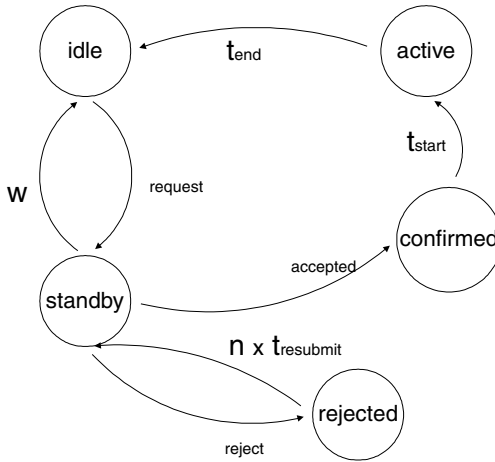 idle
active
tend
tstart
w
request
confirmed
accepted
standby
n x tresubmit
rejected
reject